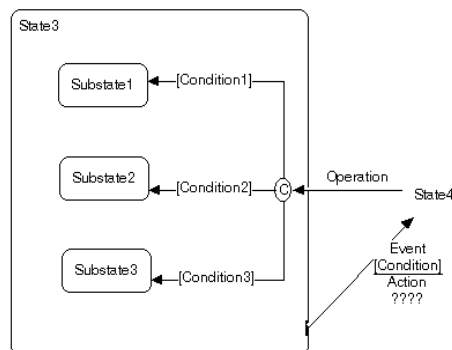 State3
Substate1
[Condition1]
Substate2
[Condition2]
C
Operation
State4
Substate3
[Condition3]
Event
[Condition]
Action
????